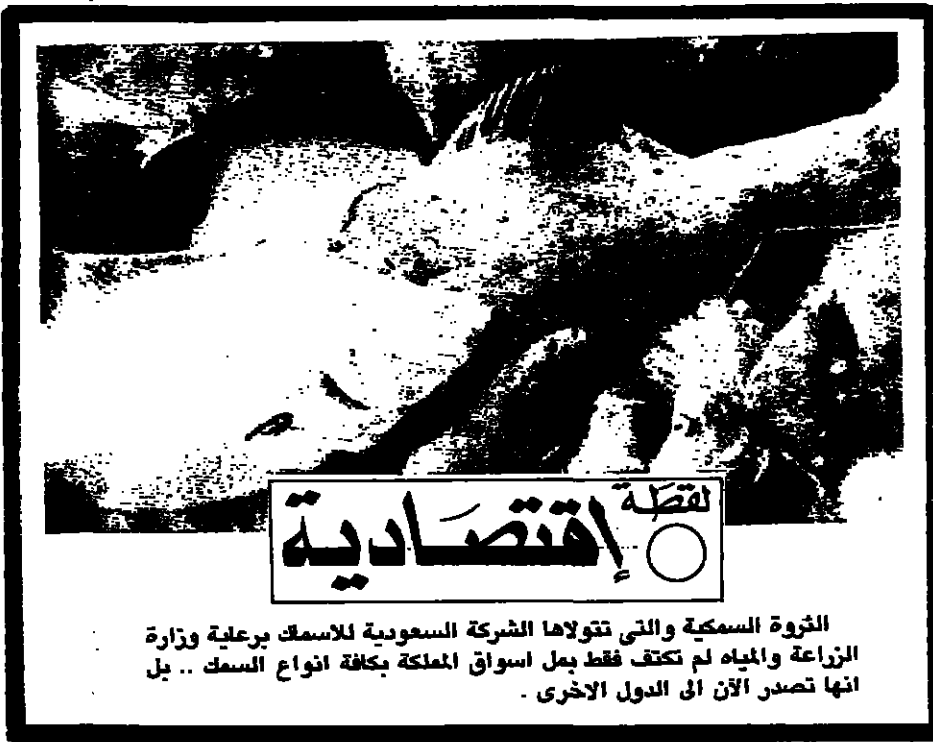 لقطة
إقتصادية
الثروة السمكية والتى تتولاها الشركة السعودية للاسماك برعاية وزارة
الزراعة والمياه لم تكتف فقط بمل اسواق المملكة بكافة انواع السمك .. بل
انها تصدر الآن الى الدول الاخرى .